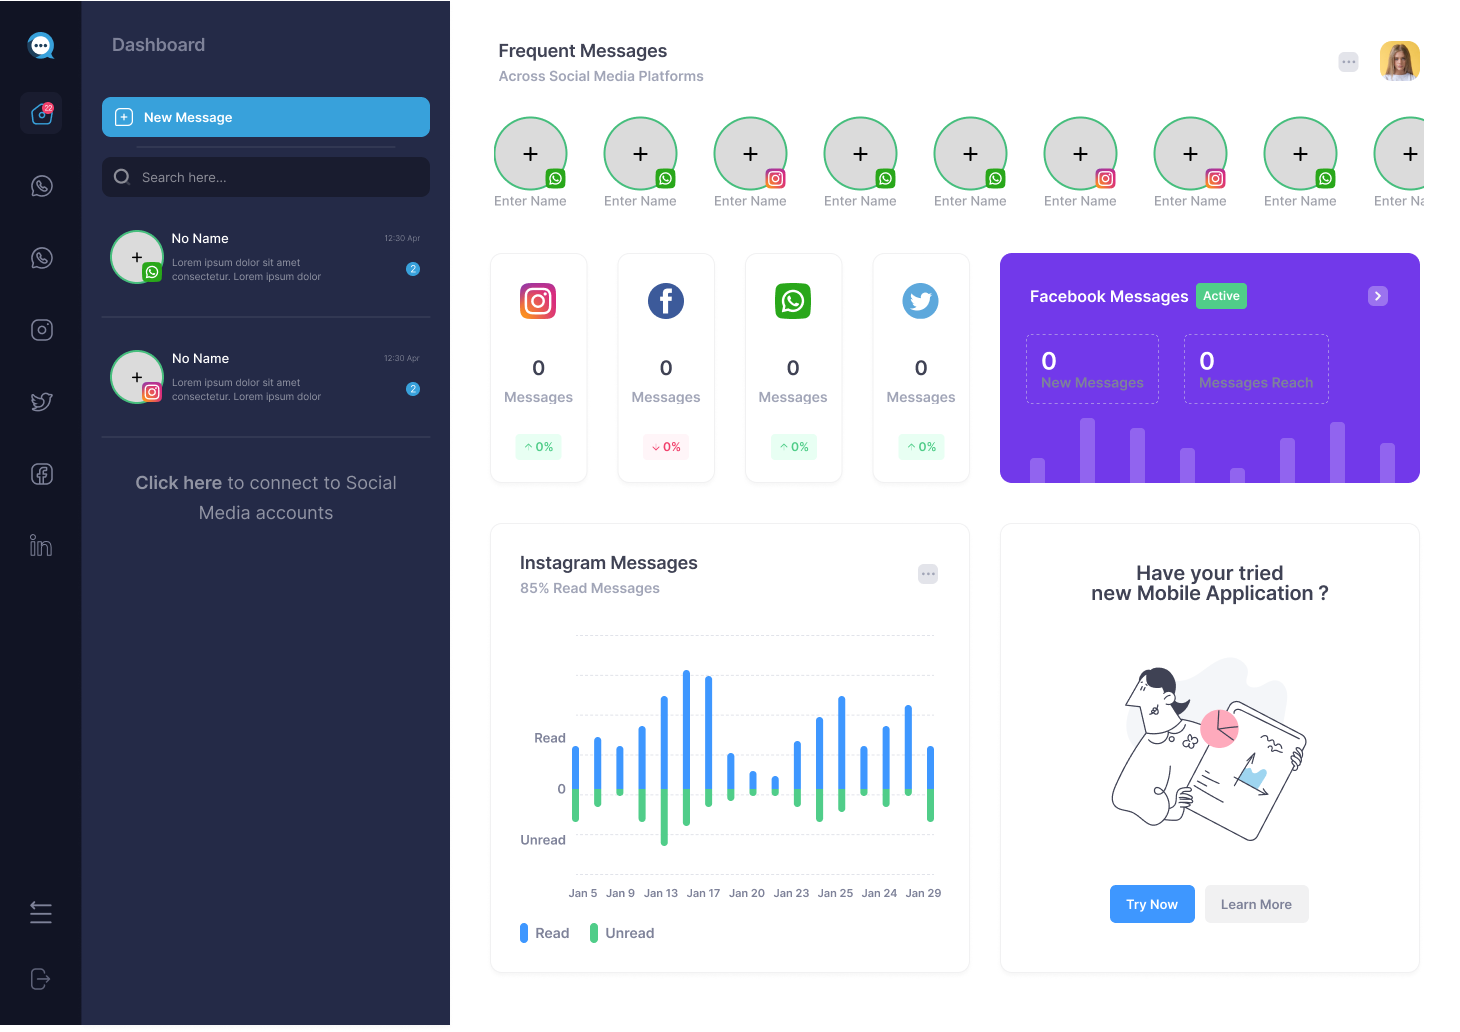 Dashboard
22
New Message
Search here...
No Name
12:30 Apr
Lorem ipsum dolor sit amet
consectetur. Lorem ipsum dolor
2
No Name
12:30 Apr
Lorem ipsum dolor sit amet
consectetur. Lorem ipsum dolor
2
Click here to connect to Social
Media accounts
Frequent Messages
Across Social Media Platforms
Enter Name Enter Name Enter Name Enter Name Enter Name Enter Name Enter Name Enter Name Enter Na
0 0 0 0
Messages Messages Messages Messages
0% 0% 0% 0%
Facebook Messages Active
0
New Messages
0
Messages Reach
Instagram Messages
85% Read Messages
Read
0
Unread
Jan 5 Jan 9 Jan 13 Jan 17 Jan 20 Jan 23 Jan 25 Jan 24 Jan 29
Read Unread
Have your tried
new Mobile Application ?
Try Now Learn More